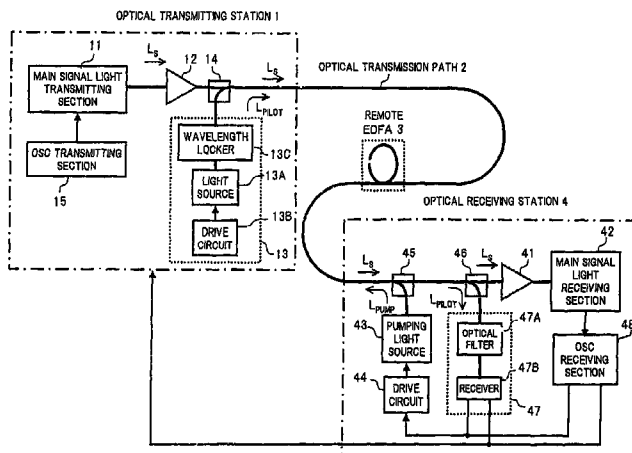 OPTICAL TRANSMITTING STATION 1
11
LS
12
14
LS
MAIN SIGNAL LIGHT
TRANSMITTING
SECTION
OPTICAL TRANSMISSION PATH 2
LPILOT
OSC TRANSMITTING
SECTION
15
WAVELENGTH
LOCKER
13C
LIGHT
SOURCE
13A
DRIVE
CIRCUIT
13B
13
REMOTE
EDFA 3
OPTICAL RECEIVING STATION 4
LS
45
46
LS
41
42
MAIN SIGNAL
LIGHT
RECEIVING
SECTION
LPUMP
LPILOT
43
PUMPING
LIGHT
SOURCE
47A
OPTICAL
FILTER
48
OSC
RECEIVING
SECTION
44
DRIVE
CIRCUIT
47B
RECEIVER
47